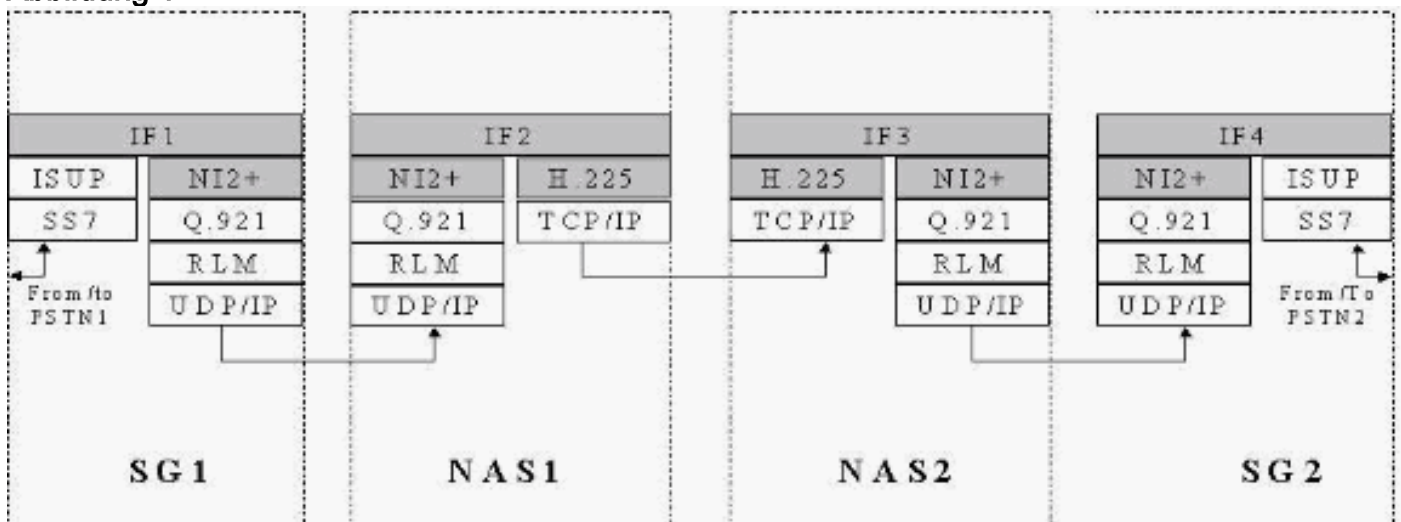 IF1 IF2 IF3 IF4
ISUP NI2+ NI2+ H.225 H.225 NI2+ NI2+ ISUP
SS7 Q.921 Q.921 TCP/IP TCP/IP Q.921 Q.921 SS7
RLM RLM RLM RLM
From/to UDP/IP UDP/IP UDP/IP UDP/IP From/To
PSTN1 PSTN2
SG1 NAS1 NAS2 SG2